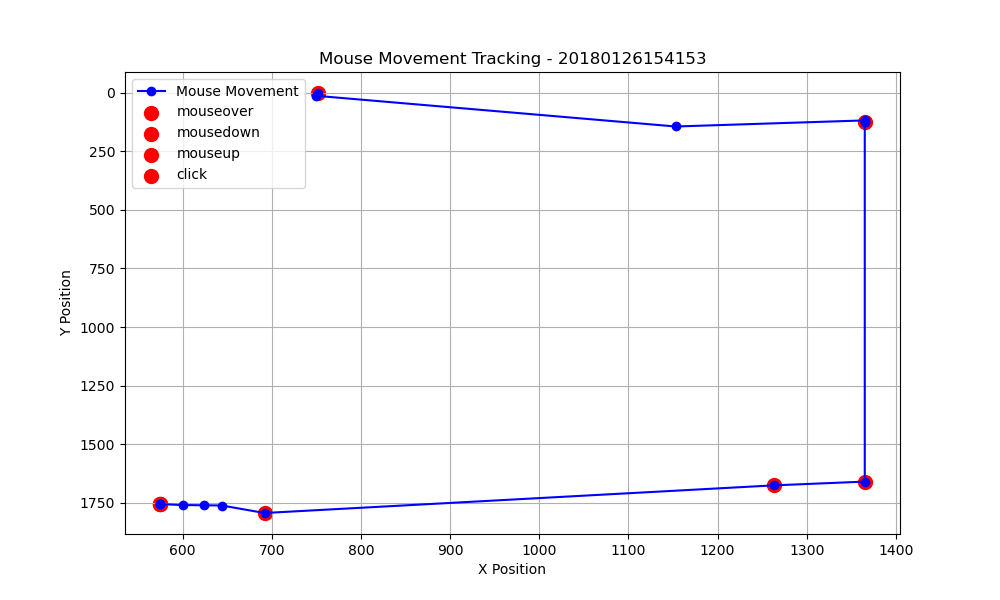 Mouse Movement Tracking - 20180126154153
Mouse Movement
mouseover
mousedown
mouseup
click
Y Position
0
250
500
750
1000
1250
1500
1750
600 700 800 900 1000 1100 1200 1300 1400
X Position